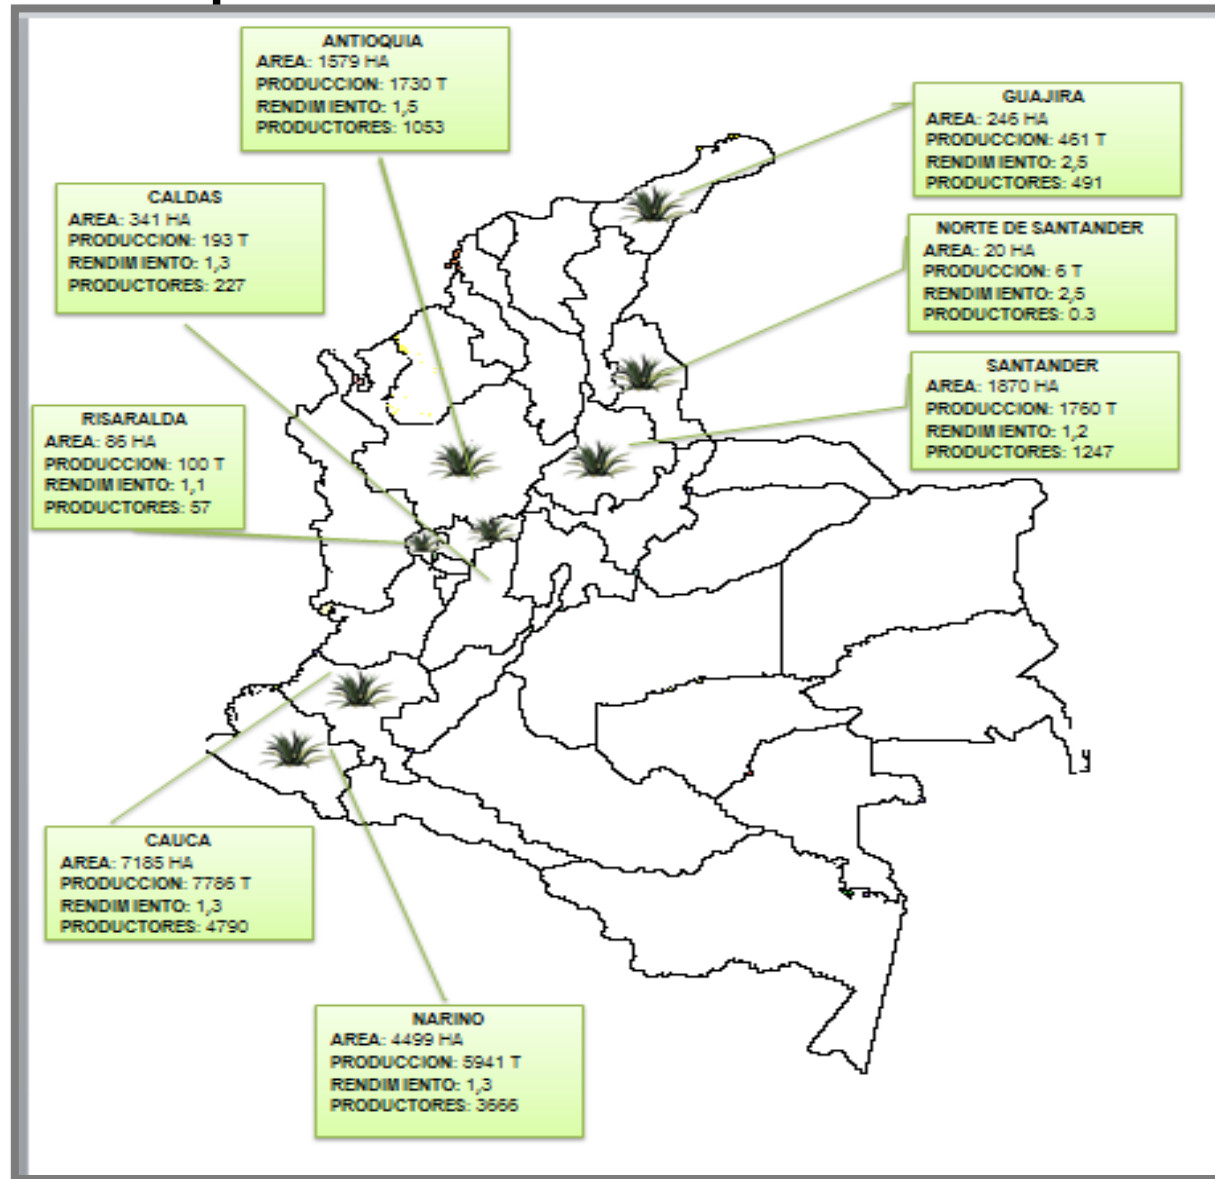 ANTIOQUIA
AREA: 1579 HA
PRODUCCION: 1730 T
RENDIMIENTO: 1,5
PRODUCTORES: 1053
GUAJIRA
AREA: 246 HA
PRODUCCION: 461 T
RENDIMIENTO: 2,5
PRODUCTORES: 491
CALDAS
AREA: 341 HA
PRODUCCION: 193 T
RENDIMIENTO: 1,3
PRODUCTORES: 227
NORTE DE SANTANDER
AREA: 20 HA
PRODUCCION: 6 T
RENDIMIENTO: 2,5
PRODUCTORES: 0.3
SANTANDER
AREA: 1870 HA
PRODUCCION: 1760 T
RENDIMIENTO: 1,2
PRODUCTORES: 1247
RISARALDA
AREA: 86 HA
PRODUCCION: 100 T
RENDIMIENTO: 1,1
PRODUCTORES: 57
CAUCA
AREA: 7185 HA
PRODUCCION: 7786 T
RENDIMIENTO: 1,3
PRODUCTORES: 4790
NARINO
AREA: 4499 HA
PRODUCCION: 5941 T
RENDIMIENTO: 1,3
PRODUCTORES: 3666